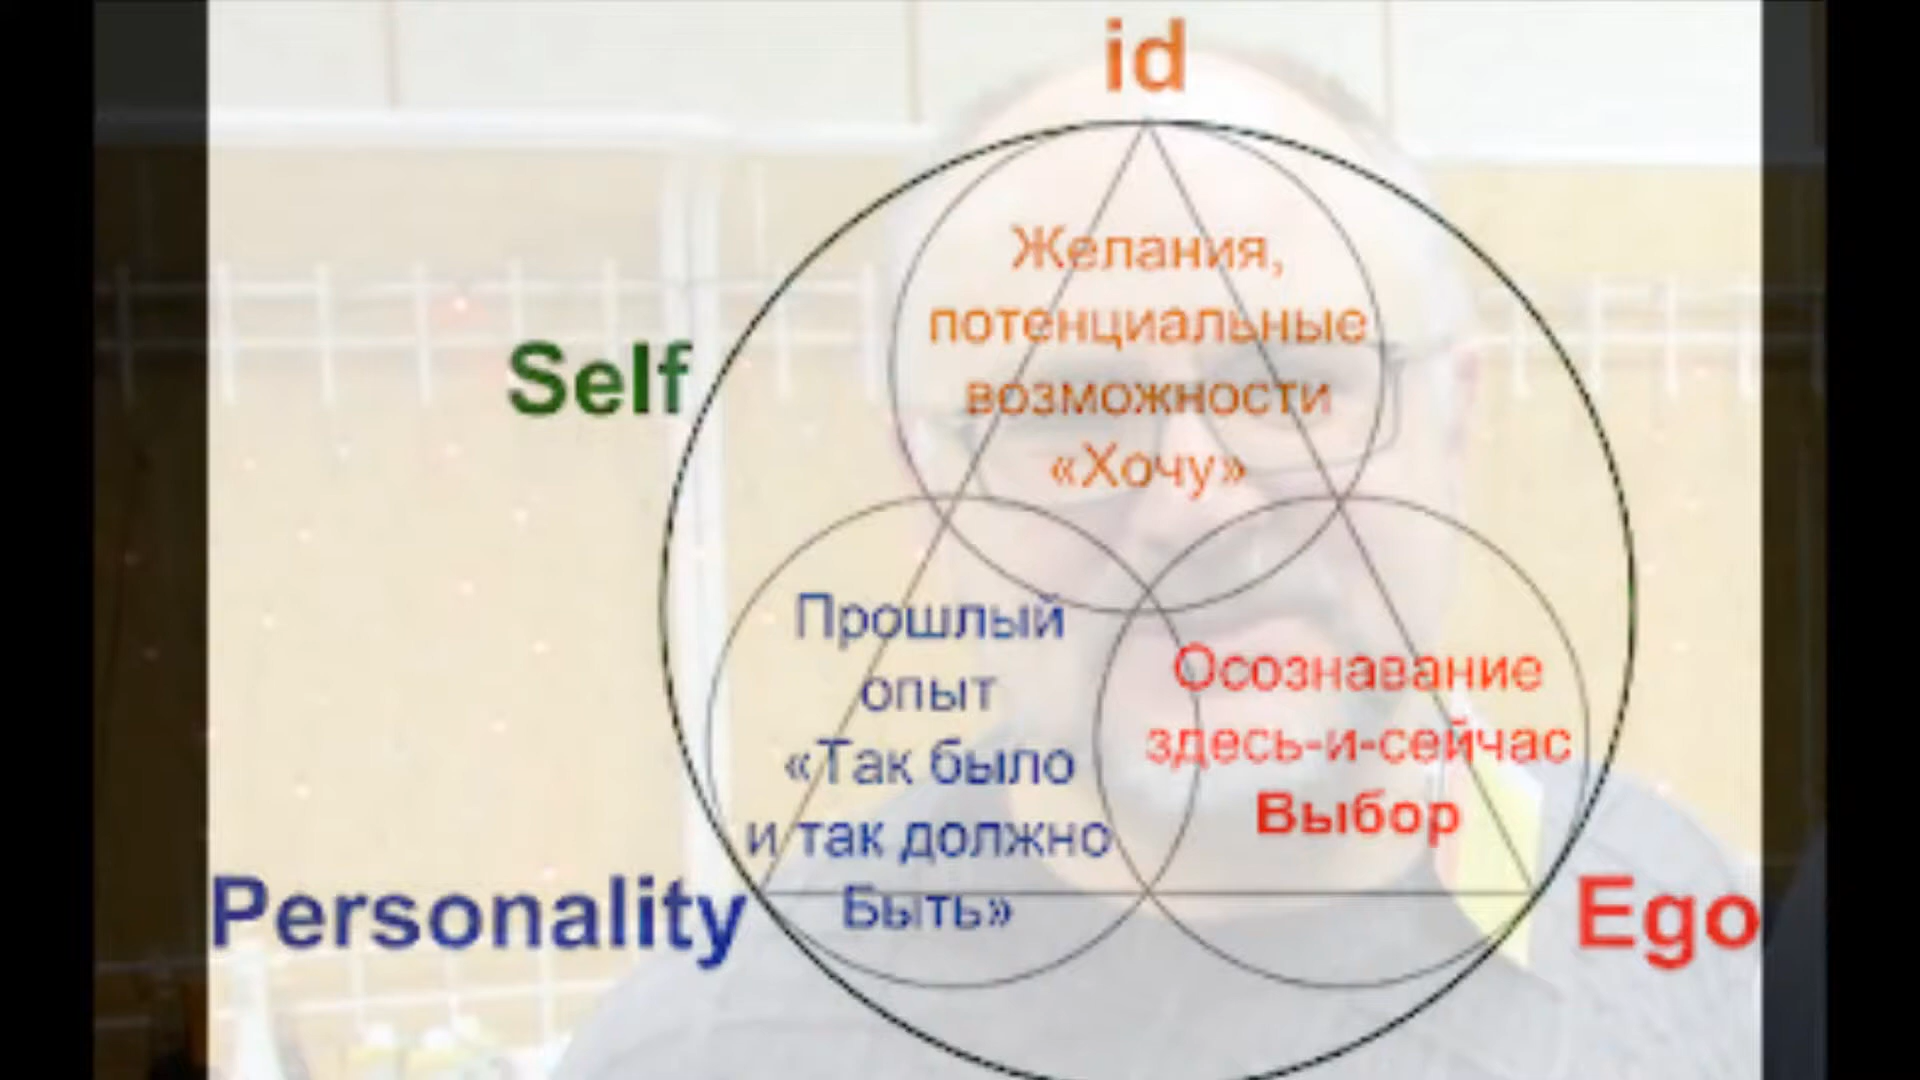 id
Желания,
потенциальные
возможности
«Хочу»
Self
Прошлый
опыт
«Так было
и так должно
Быть»
Осознавание
здесь-и-сейчас
Выбор
Personality
Ego